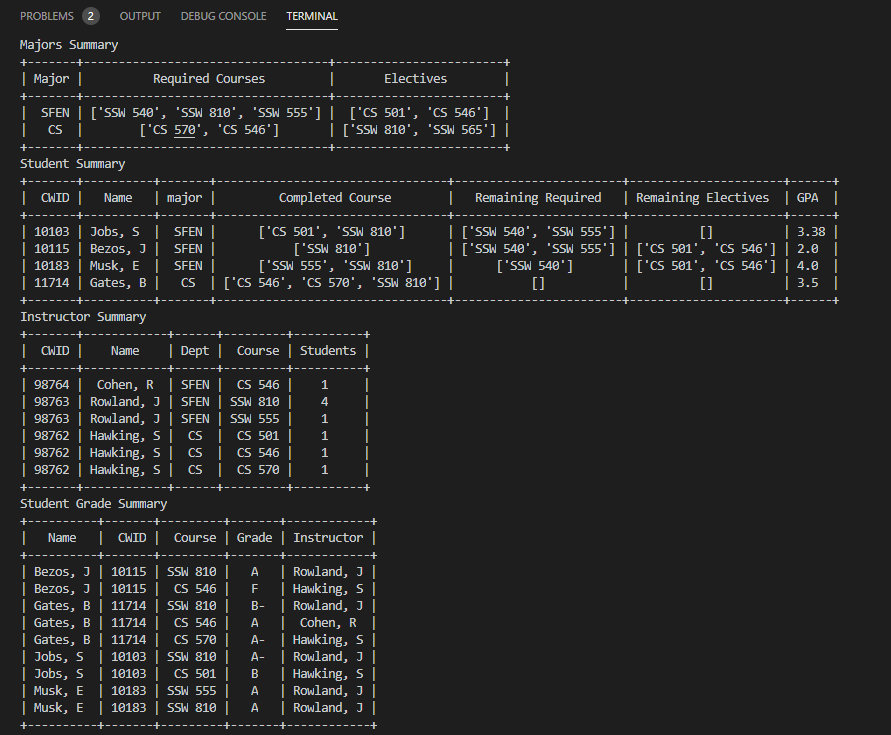 PROBLEMS 2 OUTPUT DEBUG CONSOLE TERMINAL
Majors Summary
+-------+-----------------------------------+------------------------+
| Major |          Required Courses         |       Electives        |
+-------+-----------------------------------+------------------------+
|  SFEN | ['SSW 540', 'SSW 810', 'SSW 555'] |  ['CS 501', 'CS 546']  |
|   CS  |        ['CS 570', 'CS 546']       | ['SSW 810', 'SSW 565'] |
+-------+-----------------------------------+------------------------+
Student Summary
+-------+----------+-------+---------------------------------+------------------------+----------------------+------+
|  CWID |   Name   | major |         Completed Course        |   Remaining Required   | Remaining Electives  | GPA  |
+-------+----------+-------+---------------------------------+------------------------+----------------------+------+
| 10103 | Jobs, S  |  SFEN |      ['CS 501', 'SSW 810']      | ['SSW 540', 'SSW 555'] |          []          | 3.38 |
| 10115 | Bezos, J |  SFEN |           ['SSW 810']           | ['SSW 540', 'SSW 555'] | ['CS 501', 'CS 546'] | 2.0  |
| 10183 | Musk, E  |  SFEN |      ['SSW 555', 'SSW 810']     |      ['SSW 540']       | ['CS 501', 'CS 546'] | 4.0  |
| 11714 | Gates, B |   CS  | ['CS 546', 'CS 570', 'SSW 810'] |           []           |          []          | 3.5  |
+-------+----------+-------+---------------------------------+------------------------+----------------------+------+
Instructor Summary
+-------+------------+------+---------+----------+
|  CWID |    Name    | Dept |  Course | Students |
+-------+------------+------+---------+----------+
| 98764 |  Cohen, R  | SFEN |  CS 546 |    1     |
| 98763 | Rowland, J | SFEN | SSW 810 |    4     |
| 98763 | Rowland, J | SFEN | SSW 555 |    1     |
| 98762 | Hawking, S |  CS  |  CS 501 |    1     |
| 98762 | Hawking, S |  CS  |  CS 546 |    1     |
| 98762 | Hawking, S |  CS  |  CS 570 |    1     |
+-------+------------+------+---------+----------+
Student Grade Summary
+----------+-------+---------+-------+------------+
|   Name   |  CWID |  Course | Grade | Instructor |
+----------+-------+---------+-------+------------+
| Bezos, J | 10115 | SSW 810 |   A   | Rowland, J |
| Bezos, J | 10115 |  CS 546 |   F   | Hawking, S |
| Gates, B | 11714 | SSW 810 |   B-  | Rowland, J |
| Gates, B | 11714 |  CS 546 |   A   |  Cohen, R  |
| Gates, B | 11714 |  CS 570 |   A-  | Hawking, S |
| Jobs, S  | 10103 | SSW 810 |   A-  | Rowland, J |
| Jobs, S  | 10103 |  CS 501 |   B   | Hawking, S |
| Musk, E  | 10183 | SSW 555 |   A   | Rowland, J |
| Musk, E  | 10183 | SSW 810 |   A   | Rowland, J |
+----------+-------+---------+-------+------------+